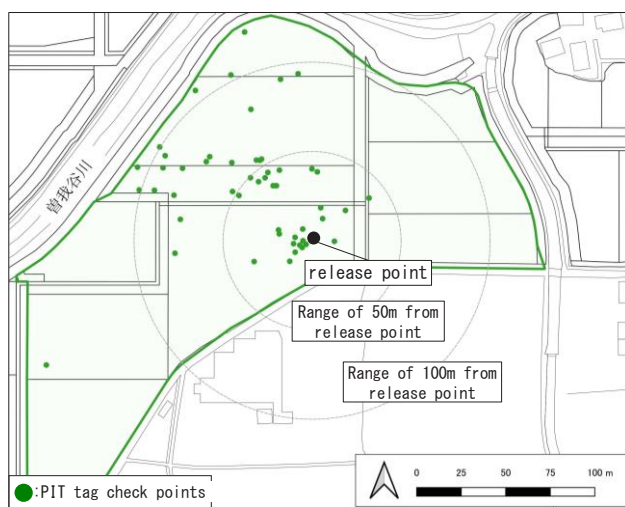 曽我谷川
release point
Range of 50m from
release point
Range of 100m from
release point
:PIT tag check points
0 25 50 75 100 m